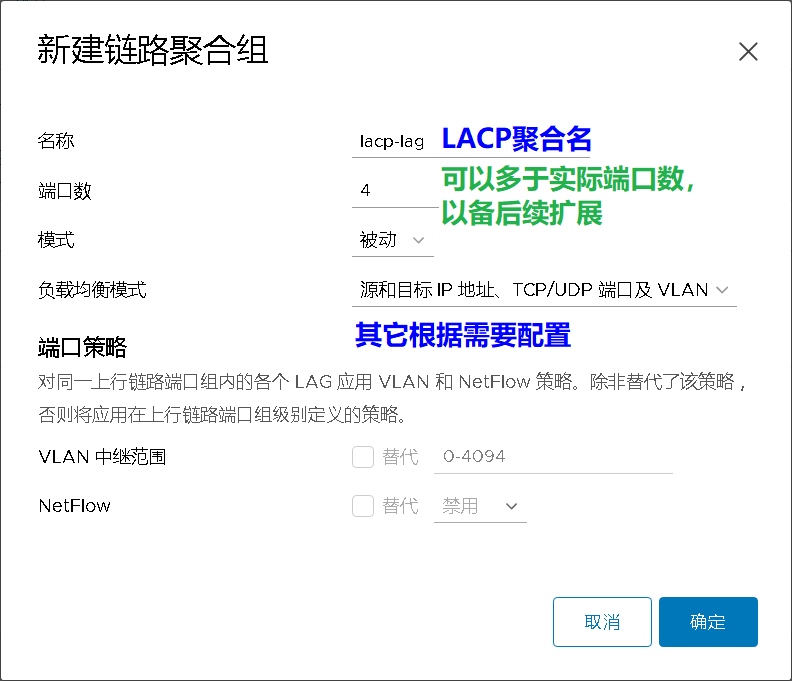 新建链路聚合组
名称
lacp-lag
LACP聚合名
端口数
4
可以多于实际端口数，
以备后续扩展
模式
被动
负载均衡模式
源和目标 IP 地址、TCP/UDP 端口及 VLAN
其它根据需要配置
端口策略
对同一上行链路端口组内的各个 LAG 应用 VLAN 和 NetFlow 策略。除非替代了该策略，
否则将应用在上行链路端口组级别定义的策略。
VLAN 中继范围
替代
0-4094
NetFlow
替代
禁用
取消
确定